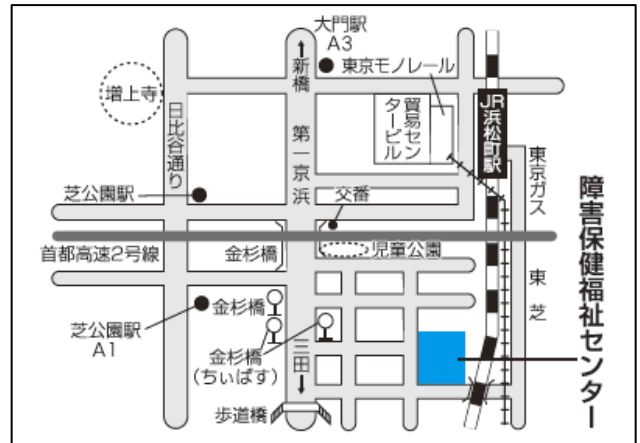 大門駅
A3
新橋
東京モノレール
増上寺
日比谷通り
第一京浜
貿易セン
タービル
JR浜松町駅
東京ガス
芝公園駅
交番
首都高速2号線
金杉橋
児童公園
東芝
障害保健福祉センター
芝公園駅
A1
金杉橋
金杉橋
(ちぃばす)
三田
歩道橋